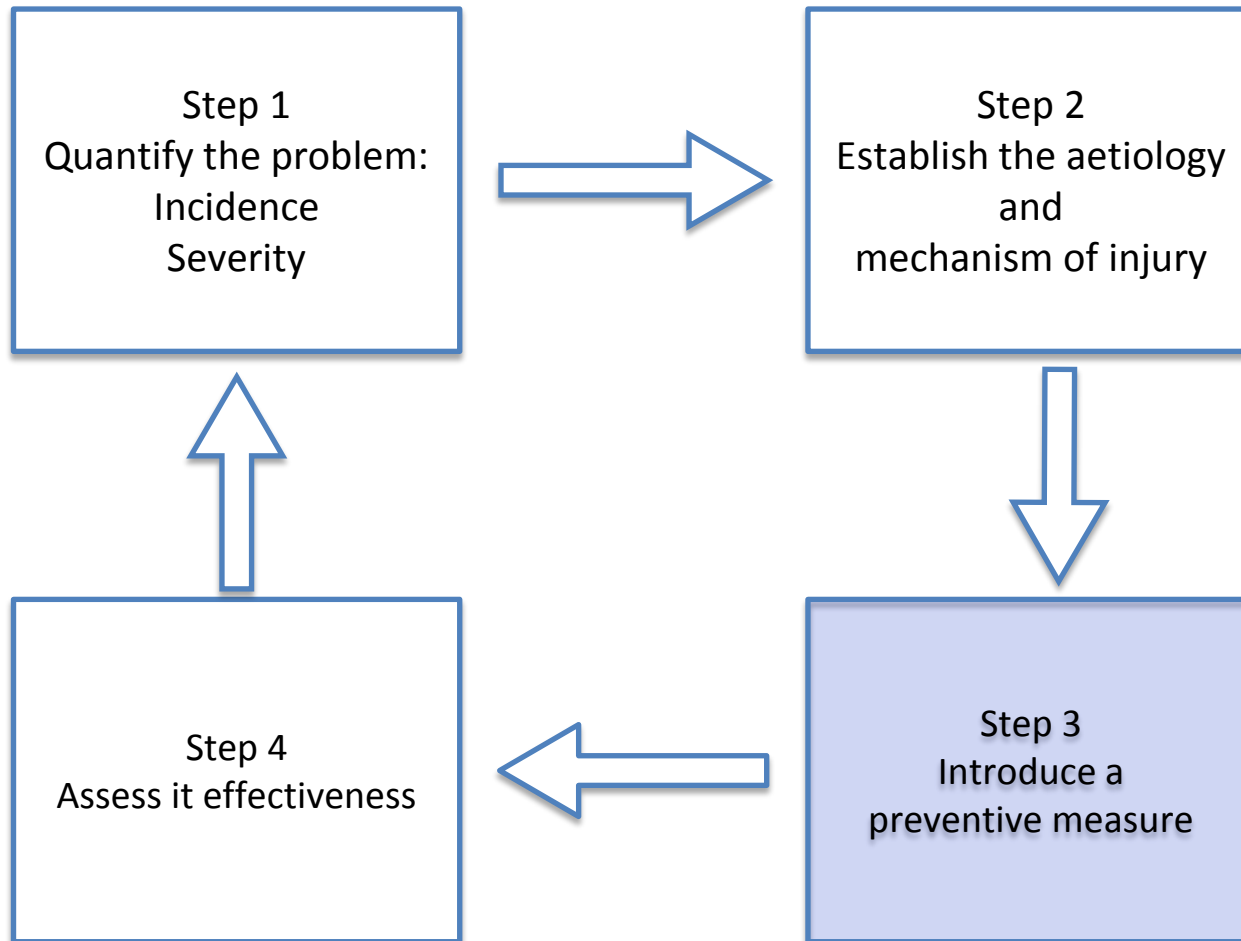 Step 1
Quantify the problem:
Incidence
Severity
Step 2
Establish the aetiology
and
mechanism of injury
Step 3
Introduce a
preventive measure
Step 4
Assess it effectiveness